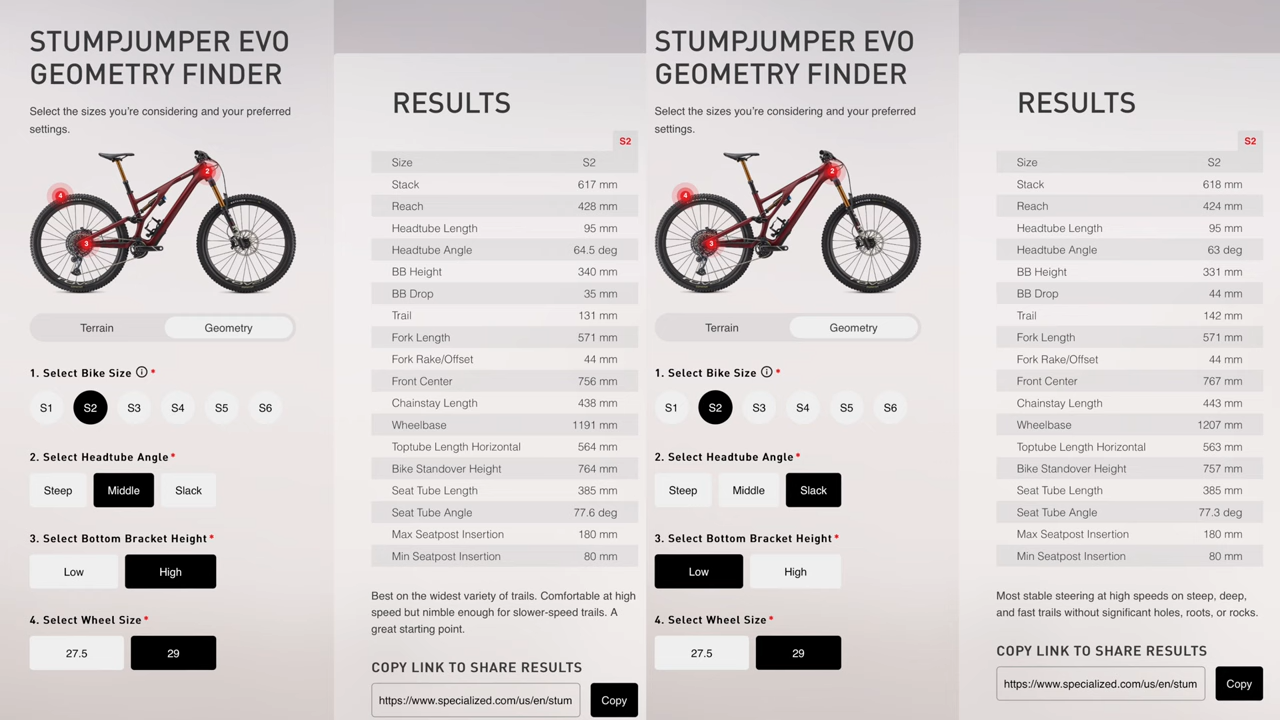 STUMPJUMPER EVO
GEOMETRY FINDER
Select the sizes you're considering and your preferred
settings.
2
4
3
Terrain Geometry
1. Select Bike Size i *
S1 S2 S3 S4 S5 S6
2. Select Headtube Angle*
Steep Middle Slack
3. Select Bottom Bracket Height*
Low High
4. Select Wheel Size*
27.5 29
RESULTS
S2
Size S2
Stack 617 mm
Reach 428 mm
Headtube Length 95 mm
Headtube Angle 64.5 deg
BB Height 340 mm
BB Drop 35 mm
Trail 131 mm
Fork Length 571 mm
Fork Rake/Offset 44 mm
Front Center 756 mm
Chainstay Length 438 mm
Wheelbase 1191 mm
Toptube Length Horizontal 564 mm
Bike Standover Height 764 mm
Seat Tube Length 385 mm
Seat Tube Angle 77.6 deg
Max Seatpost Insertion 180 mm
Min Seatpost Insertion 80 mm
Best on the widest variety of trails. Comfortable at high
speed but nimble enough for slower-speed trails. A
great starting point.
COPY LINK TO SHARE RESULTS
https://www.specialized.com/us/en/stum Copy
STUMPJUMPER EVO
GEOMETRY FINDER
Select the sizes you're considering and your preferred
settings.
2
4
3
Terrain Geometry
1. Select Bike Size i *
S1 S2 S3 S4 S5 S6
2. Select Headtube Angle*
Steep Middle Slack
3. Select Bottom Bracket Height*
Low High
4. Select Wheel Size*
27.5 29
RESULTS
S2
Size S2
Stack 618 mm
Reach 424 mm
Headtube Length 95 mm
Headtube Angle 63 deg
BB Height 331 mm
BB Drop 44 mm
Trail 142 mm
Fork Length 571 mm
Fork Rake/Offset 44 mm
Front Center 767 mm
Chainstay Length 443 mm
Wheelbase 1207 mm
Toptube Length Horizontal 563 mm
Bike Standover Height 757 mm
Seat Tube Length 385 mm
Seat Tube Angle 77.3 deg
Max Seatpost Insertion 180 mm
Min Seatpost Insertion 80 mm
Most stable steering at high speeds on steep, deep,
and fast trails without significant holes, roots, or rocks.
COPY LINK TO SHARE RESULTS
https://www.specialized.com/us/en/stum Copy